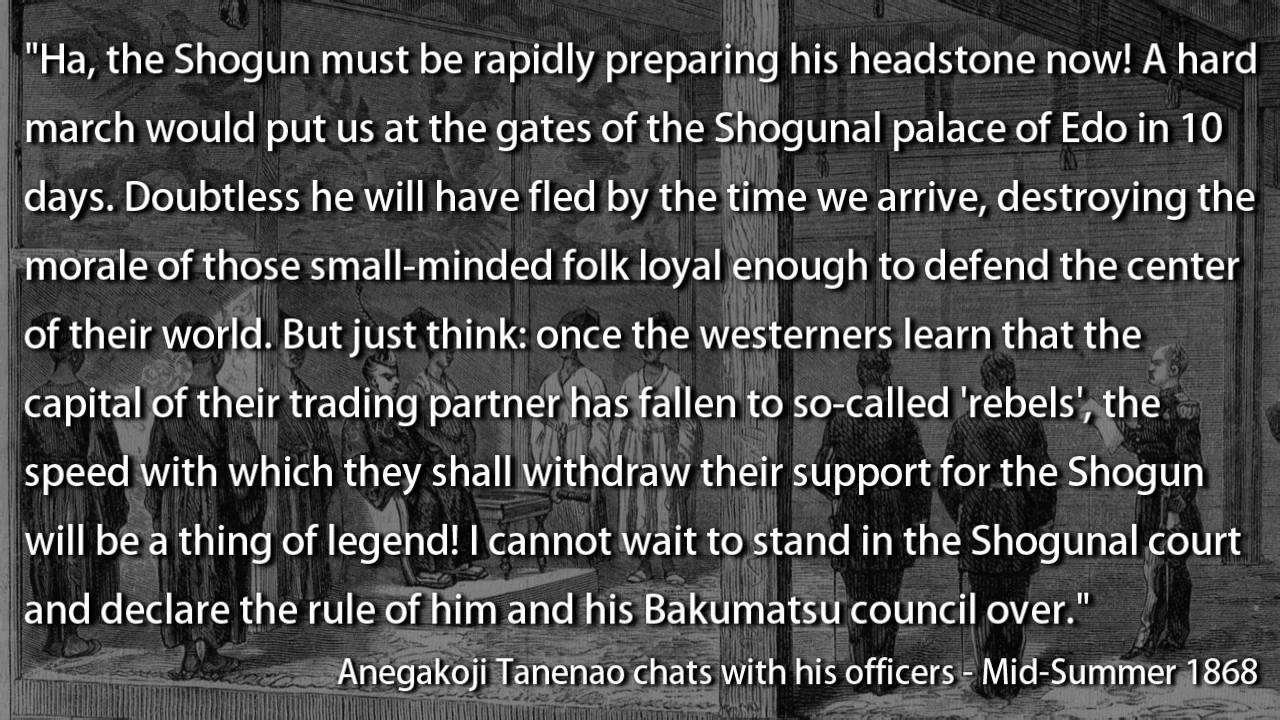 "Ha, the Shogun must be rapidly preparing his headstone now! A hard
march would put us at the gates of the Shogunal palace of Edo in 10
days. Doubtless he will have fled by the time we arrive, destroying the
morale of those small-minded folk loyal enough to defend the center
of their world. But just think: once the westerners learn that the
capital of their trading partner has fallen to so-called 'rebels', the
speed with which they shall withdraw their support for the Shogun
will be a thing of legend! I cannot wait to stand in the Shogunal court
and declare the rule of him and his Bakumatsu council over."
Anegakoji Tanenao chats with his officers - Mid-Summer 1868